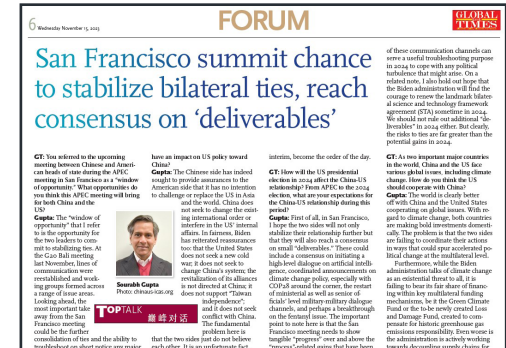 6 Wednesday November 15, 2023
FORUM
GLOBAL
TIMES
San Francisco summit chance
to stabilize bilateral ties, reach
consensus on ‘deliverables’
GT: You referred to the upcoming
meeting between Chinese and Ameri-
can heads of state during the APEC
meeting in San Francisco as a "window
of opportunity." What opportunities do
you think this APEC meeting will bring
for both China and the
US?
Gupta: The "window of
opportunity" that I refer
to is the opportunity for
the two leaders to com-
mit to stabilizing ties. At
the G20 Bali meeting
last November, lines of
communication were
reestablished and work-
ing groups formed across
a range of issue areas.
Looking ahead, the
most important take
away from the San
Francisco meeting
could be the further
consolidation of ties and the ability to
troubleshoot on short notice any major
Sourabh Gupta
Photo: chinaus-icas.org
TOPTALK
巅峰对话
have an impact on US policy toward
China?
Gupta: The Chinese side has indeed
sought to provide assurances to the
American side that it has no intention
to challenge or replace the US in Asia
and the world. China does
not seek to change the exist-
ing international order or
interfere in the US' internal
affairs. In fairness, Biden
has reiterated reassurances
too: that the United States
does not seek a new cold
war; it does not seek to
change China's system; the
revitalization of its alliances
is not directed at China; it
does not support "Taiwan
independence";
and it does not seek
conflict with China.
The fundamental
problem here is
that the two sides just do not believe
each other. It is an unfortunate fact
interim, become the order of the day.
GT: How will the US presidential
election in 2024 affect the China-US
relationship? From APEC to the 2024
election, what are your expectations for
the China-US relationship during this
period?
Gupta: First of all, in San Francisco,
I hope the two sides will not only
stabilize their relationship further but
that they will also reach a consensus
on small "deliverables." These could
include a consensus on initiating a
high-level dialogue on artificial intelli-
gence, coordinated announcements on
climate change policy, especially with
COP28 around the corner, the restart
of ministerial as well as senior of-
ficials' level military-military dialogue
channels, and perhaps a breakthrough
on the fentanyl issue. The important
point to note here is that the San
Francisco meeting needs to show
tangible "progress" over and above the
"process"-related gains that have been
of these communication channels can
serve a useful troubleshooting purpose
in 2024 to cope with any political
turbulence that might arise. On a
related note, I also hold out hope that
the Biden administration will find the
courage to renew the landmark bilater-
al science and technology framework
agreement (STA) sometime in 2024.
We should not rule out additional "de-
liverables" in 2024 either. But clearly,
the risks to ties are far greater than the
potential gains in 2024.
GT: As two important major countries
in the world, China and the US face
various global issues, including climate
change. How do you think the US
should cooperate with China?
Gupta: The world is clearly better
off with China and the United States
cooperating on global issues. With re-
gard to climate change, both countries
are making bold investments domesti-
cally. The problem is that the two sides
are failing to coordinate their actions
in ways that could spur accelerated po-
litical change at the multilateral level.
Furthermore, while the Biden
administration talks of climate change
as an existential threat to all, it is
failing to bear its fair share of financ-
ing within key multilateral funding
mechanisms, be it the Green Climate
Fund or the to-be newly created Loss
and Damage Fund, created to com-
pensate for historic greenhouse gas
emissions responsibility. Even worse is
the administration is actively working
towards decoupling supply chains for